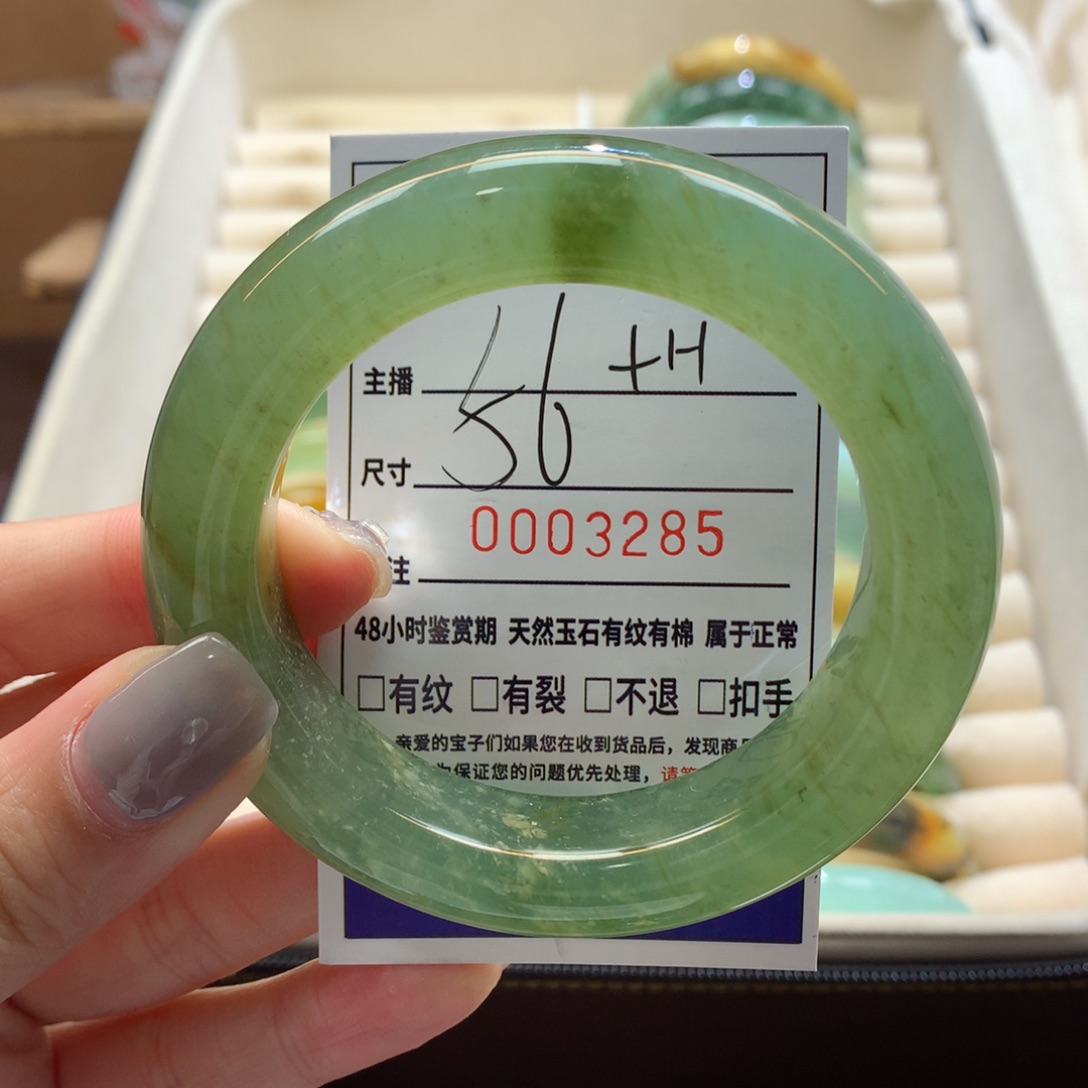 主播
尺寸 56 +H
0003285
注
48小时鉴赏期 天然玉石有纹有棉 属于正常
□有纹 □有裂 □不退 □扣手
亲爱的宝子们如果您在收到货品后，发现商
为保证您的问题优先处理，请